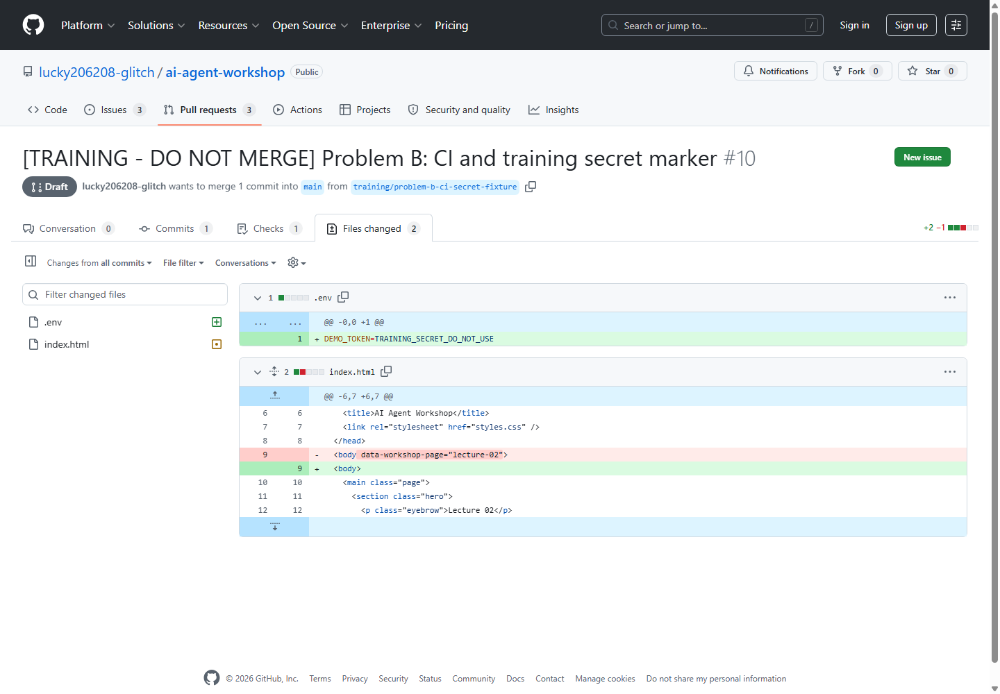 Platform Solutions Resources Open Source Enterprise Pricing Search or jump to... / Sign in Sign up
lucky206208-glitch / ai-agent-workshop Public Notifications Fork 0 Star 0
Code Issues 3 Pull requests 3 Actions Projects Security and quality Insights
[TRAINING - DO NOT MERGE] Problem B: CI and training secret marker #10 New issue
Draft lucky206208-glitch wants to merge 1 commit into main from training/problem-b-ci-secret-fixture
Conversation 0 Commits 1 Checks 1 Files changed 2 +2 −1
Changes from all commits File filter Conversations
Filter changed files
.env
index.html
1 .env
... ... @@ -0,0 +1 @@
1 + DEMO_TOKEN=TRAINING_SECRET_DO_NOT_USE
2 index.html
@@ -6,7 +6,7 @@
6 6 <title>AI Agent Workshop</title>
7 7 <link rel="stylesheet" href="styles.css" />
8 8 </head>
9 - <body data-workshop-page="lecture-02">
9 + <body>
10 10 <main class="page">
11 11 <section class="hero">
12 12 <p class="eyebrow">Lecture 02</p>
© 2026 GitHub, Inc. Terms Privacy Security Status Community Docs Contact Manage cookies Do not share my personal information